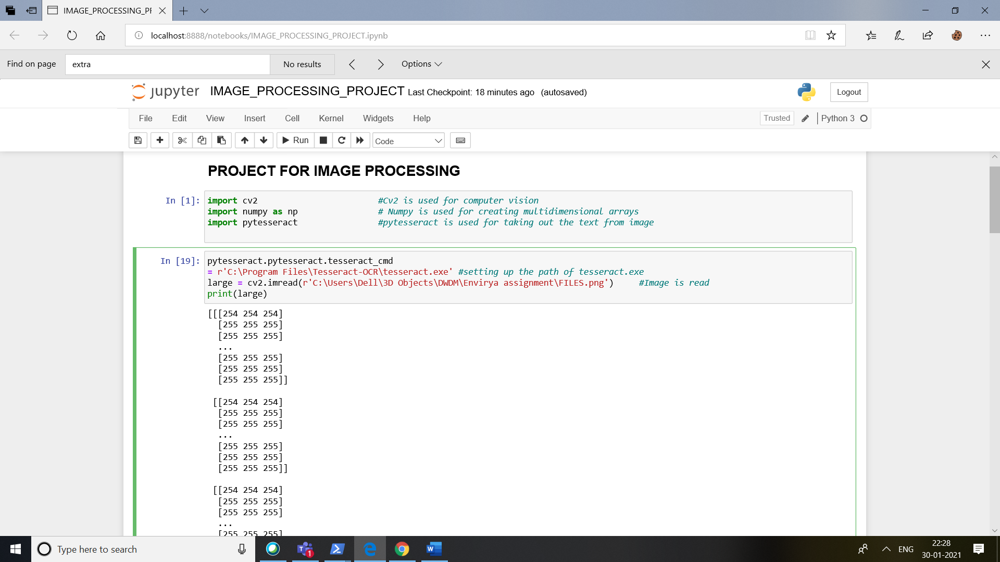 IMAGE_PROCESSING_PF
localhost:8888/notebooks/IMAGE_PROCESSING_PROJECT.ipynb
Find on page extra No results Options
jupyter IMAGE_PROCESSING_PROJECT Last Checkpoint: 18 minutes ago (autosaved) Logout
File Edit View Insert Cell Kernel Widgets Help Trusted Python 3
Run Code
PROJECT FOR IMAGE PROCESSING
In [1]: import cv2 #Cv2 is used for computer vision
import numpy as np # Numpy is used for creating multidimensional arrays
import pytesseract #pytesseract is used for taking out the text from image
In [19]: pytesseract.pytesseract.tesseract_cmd
= r'C:\Program Files\Tesseract-OCR\tesseract.exe' #setting up the path of tesseract.exe
large = cv2.imread(r'C:\Users\Dell\3D Objects\DWDM\Envirya assignment\FILES.png') #Image is read
print(large)
[[[254 254 254]
[255 255 255]
[255 255 255]
...
[255 255 255]
[255 255 255]
[255 255 255]]
[[254 254 254]
[255 255 255]
[255 255 255]
...
[255 255 255]
[255 255 255]
[255 255 255]]
[[254 254 254]
[255 255 255]
[255 255 255]
...
[255 255 255]
Type here to search 1 ENG 22:28
30-01-2021